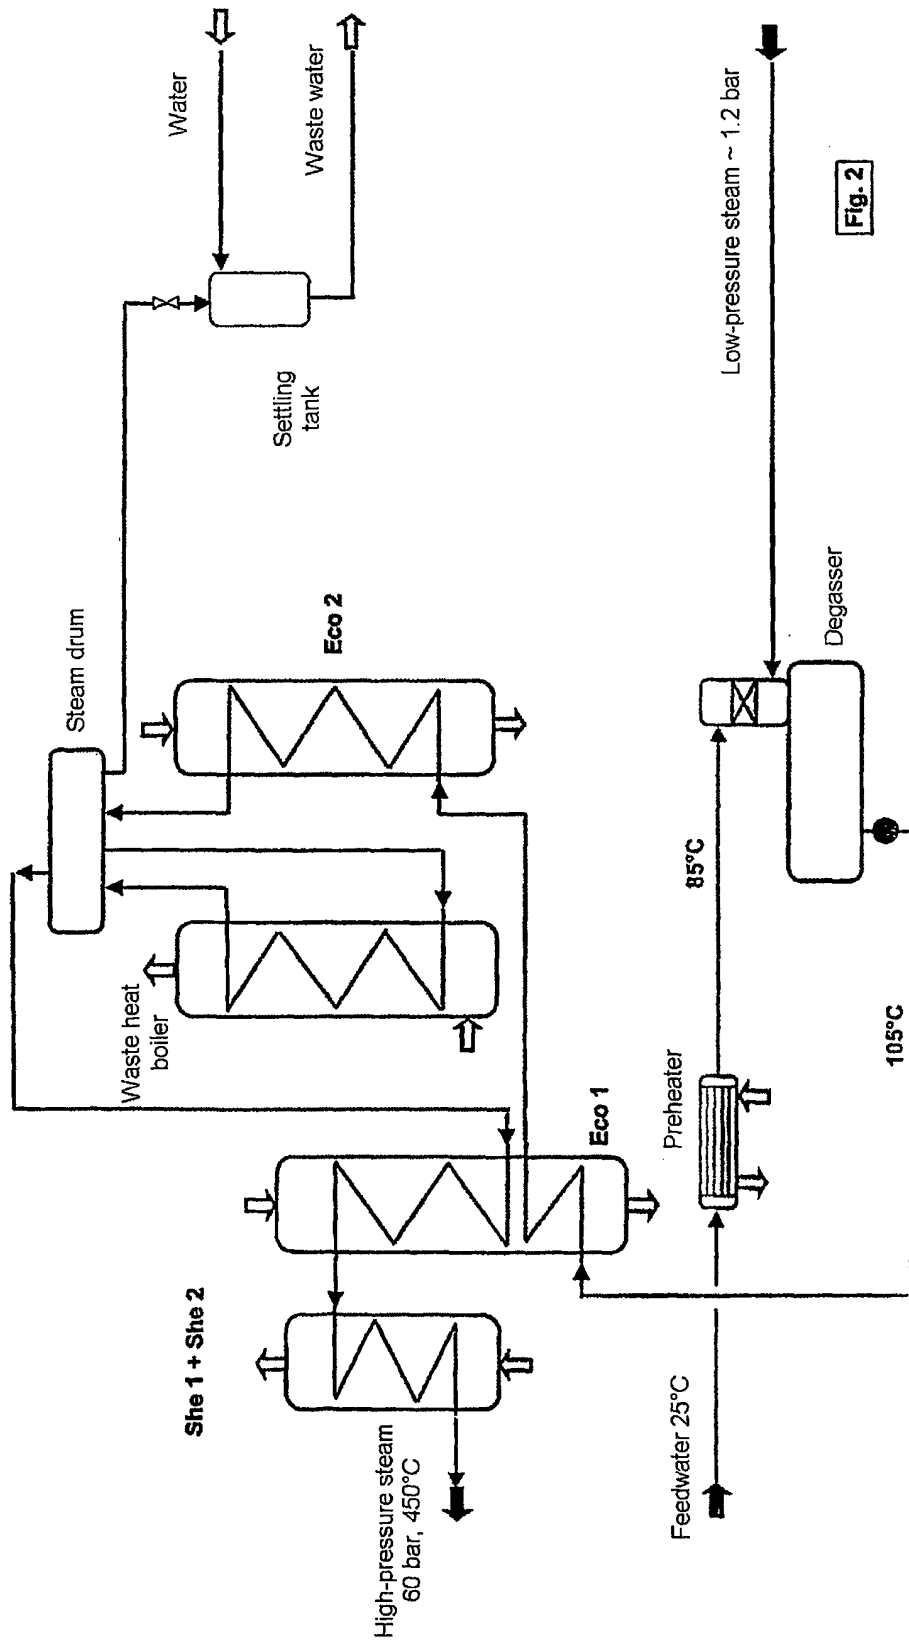 Water
Waste water
Settling
tank
Steam drum
Eco 2
Waste heat
boiler
Eco 1
She 1 + She 2
High-pressure steam
60 bar, 450°C
Low-pressure steam ~ 1.2 bar
Fig. 2
Degasser
85°C
105°C
Preheater
Feedwater 25°C